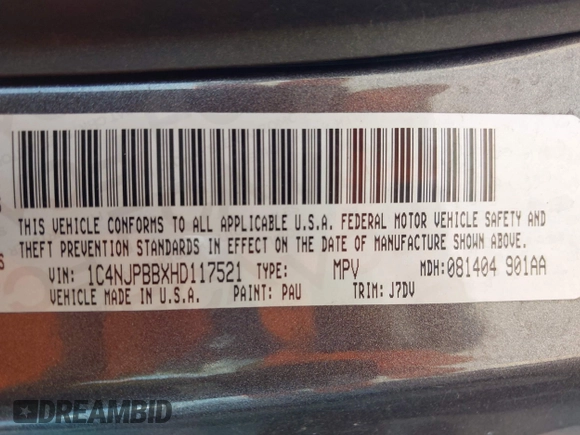 THIS VEHICLE CONFORMS TO ALL APPLICABLE U.S.A. FEDERAL MOTOR VEHICLE SAFETY AND
THEFT PREVENTION STANDARDS IN EFFECT ON THE DATE OF MANUFACTURE SHOWN ABOVE.
VIN: 1C4NJPBBXHD117521 TYPE: MPV MDH: 081404 901AA
VEHICLE MADE IN U.S.A. PAINT: PAU TRIM: J7DV
DREAMBID